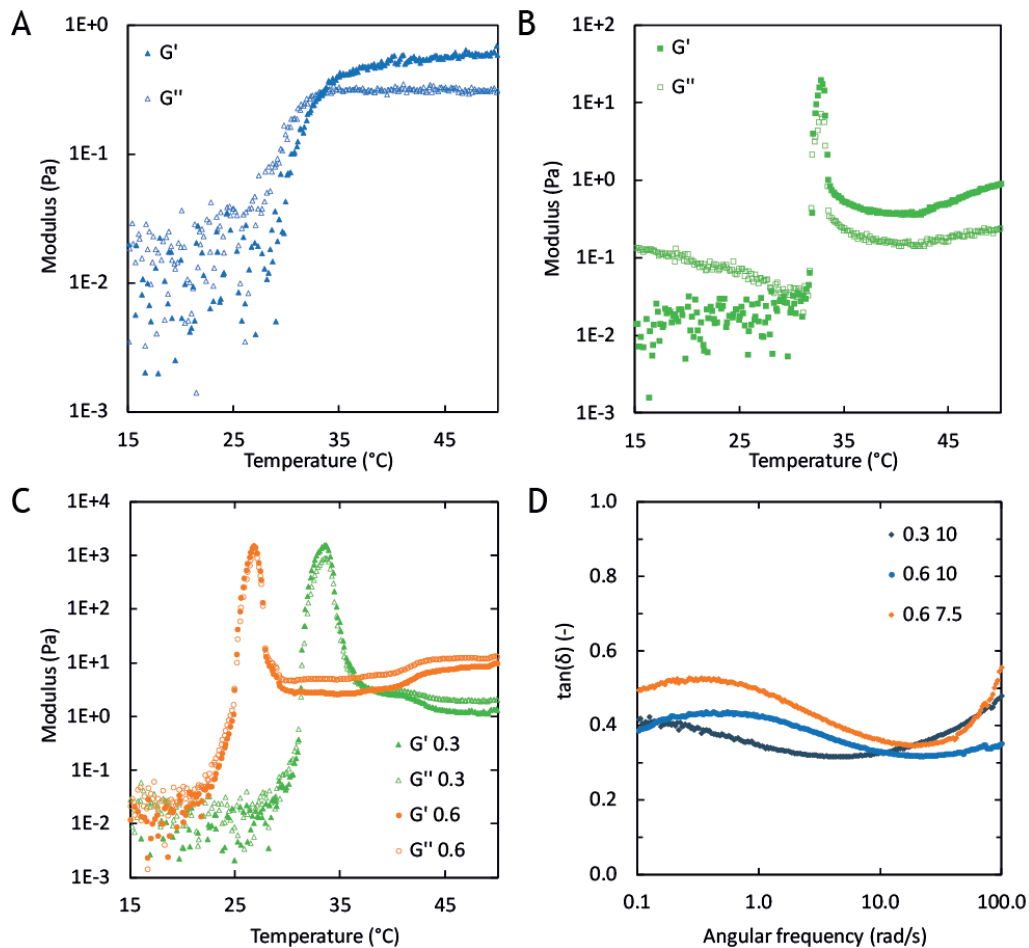 A
1E+0
1E-1
1E-2
1E-3
Modulus (Pa)
G'
G''
15 25 35 45
Temperature (°C)
B
1E+2
1E+1
1E+0
1E-1
1E-2
1E-3
Modulus (Pa)
G'
G''
15 25 35 45
Temperature (°C)
C
1E+4
1E+3
1E+2
1E+1
1E+0
1E-1
1E-2
1E-3
Modulus (Pa)
G' 0.3
G'' 0.3
G' 0.6
G'' 0.6
15 25 35 45
Temperature (°C)
D
1.0
0.8
0.6
0.4
0.2
0.0
tan(δ) (-)
0.3 10
0.6 10
0.6 7.5
0.1 1.0 10.0 100.0
Angular frequency (rad/s)